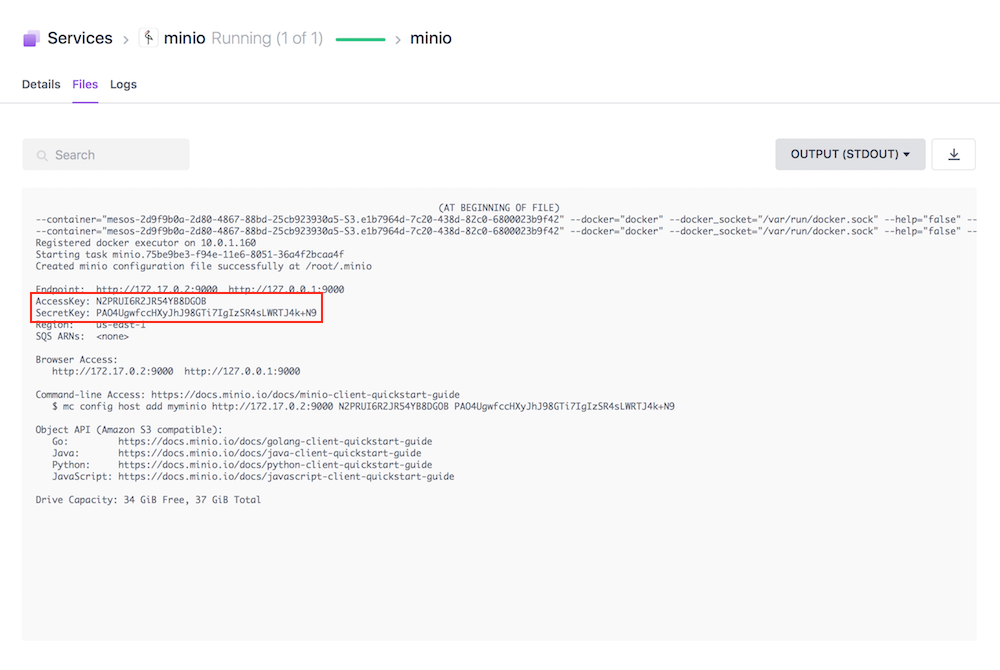 Services > minio Running (1 of 1) > minio
Details Files Logs
Search
OUTPUT (STDOUT)
(AT BEGINNING OF FILE)
--container="mesos-2d9f9b0a-2d80-4867-88bd-25cb923930a5-S3.e1b7964d-7c20-438d-82c0-6800023b9f42" --docker="docker" --docker_socket="/var/run/docker.sock" --help="false" --
--container="mesos-2d9f9b0a-2d80-4867-88bd-25cb923930a5-S3.e1b7964d-7c20-438d-82c0-6800023b9f42" --docker="docker" --docker_socket="/var/run/docker.sock" --help="false" --
Registered docker executor on 10.0.1.160
Starting task minio.75be9be3-f94e-11e6-8051-36a4f2bcaa4f
Created minio configuration file successfully at /root/.minio
Endpoint: http://172.17.0.2:9000 http://127.0.0.1:9000
AccessKey: N2PRUI6R2JR54YB8DGOB
SecretKey: PAO4UgwfccHXyJhJ98GTi7IgIzSR4sLWRTJ4k+N9
Region: us-east-1
SQS ARNs: <none>
Browser Access:
http://172.17.0.2:9000 http://127.0.0.1:9000
Command-line Access: https://docs.minio.io/docs/minio-client-quickstart-guide
$ mc config host add myminio http://172.17.0.2:9000 N2PRUI6R2JR54YB8DGOB PAO4UgwfccHXyJhJ98GTi7IgIzSR4sLWRTJ4k+N9
Object API (Amazon S3 compatible):
Go: https://docs.minio.io/docs/golang-client-quickstart-guide
Java: https://docs.minio.io/docs/java-client-quickstart-guide
Python: https://docs.minio.io/docs/python-client-quickstart-guide
JavaScript: https://docs.minio.io/docs/javascript-client-quickstart-guide
Drive Capacity: 34 GiB Free, 37 GiB Total